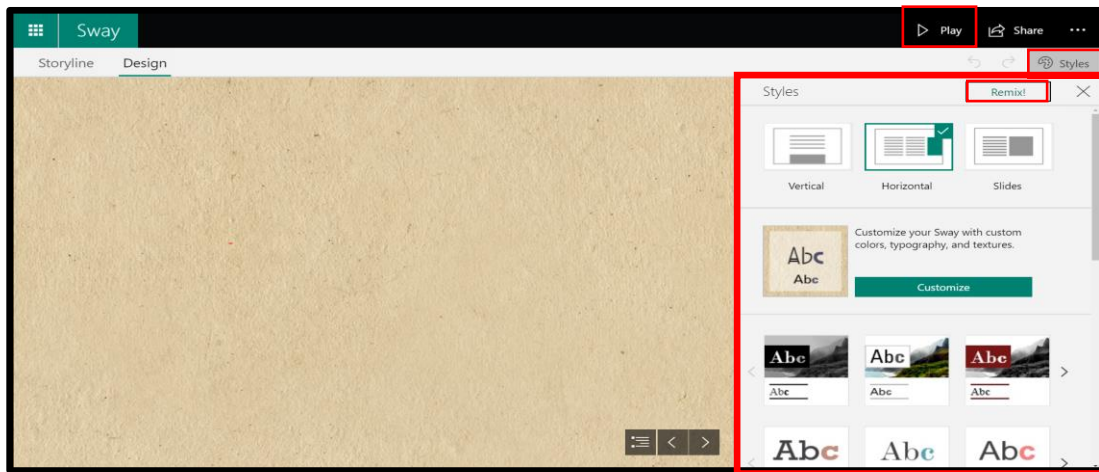 Sway
Play
Share
Storyline
Design
Styles
Styles
Remix!
Vertical
Horizontal
Slides
Abc
Abc
Customize your Sway with custom
colors, typography, and textures.
Customize
Abc
Abc
Abc
Abc
Abc
Abc
Abc
Abc
Abc